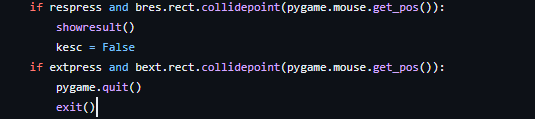 if respress and bres.rect.collidepoint(pygame.mouse.get_pos()):
    showresult()
    kesc = False
if extpress and bext.rect.collidepoint(pygame.mouse.get_pos()):
    pygame.quit()
    exit()